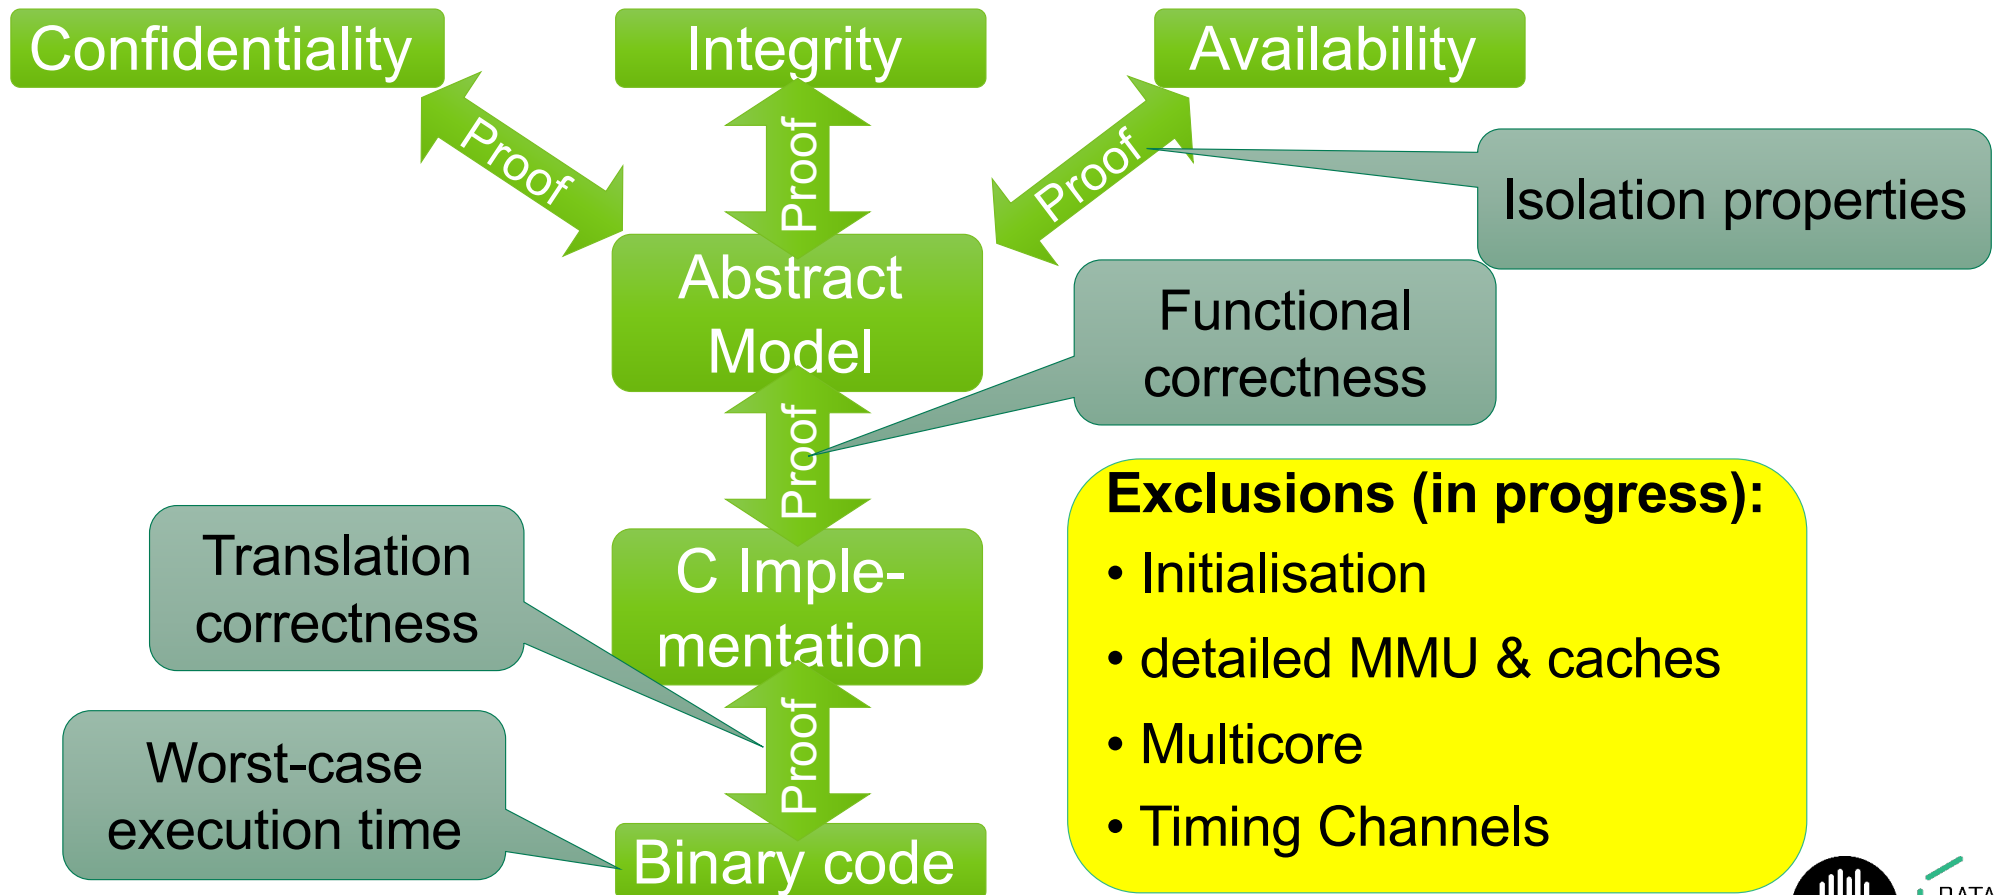 Confidentiality
Integrity
Availability
Proof
Proof
Proof
Isolation properties
Abstract
Model
Functional
correctness
Proof
Exclusions (in progress):
• Initialisation
• detailed MMU & caches
• Multicore
• Timing Channels
Translation
correctness
C Imple-
mentation
Proof
Worst-case
execution time
Binary code